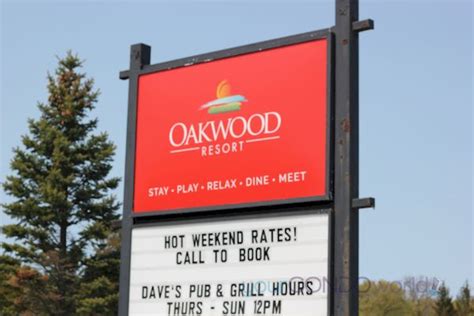 OAKWOOD
RESORT
STAY • PLAY • RELAX • DINE • MEET
HOT WEEKEND RATES!
CALL TO BOOK
yourCONDOworld
DAVE'S PUB & GRILL HOURS
THURS - SUN 12PM